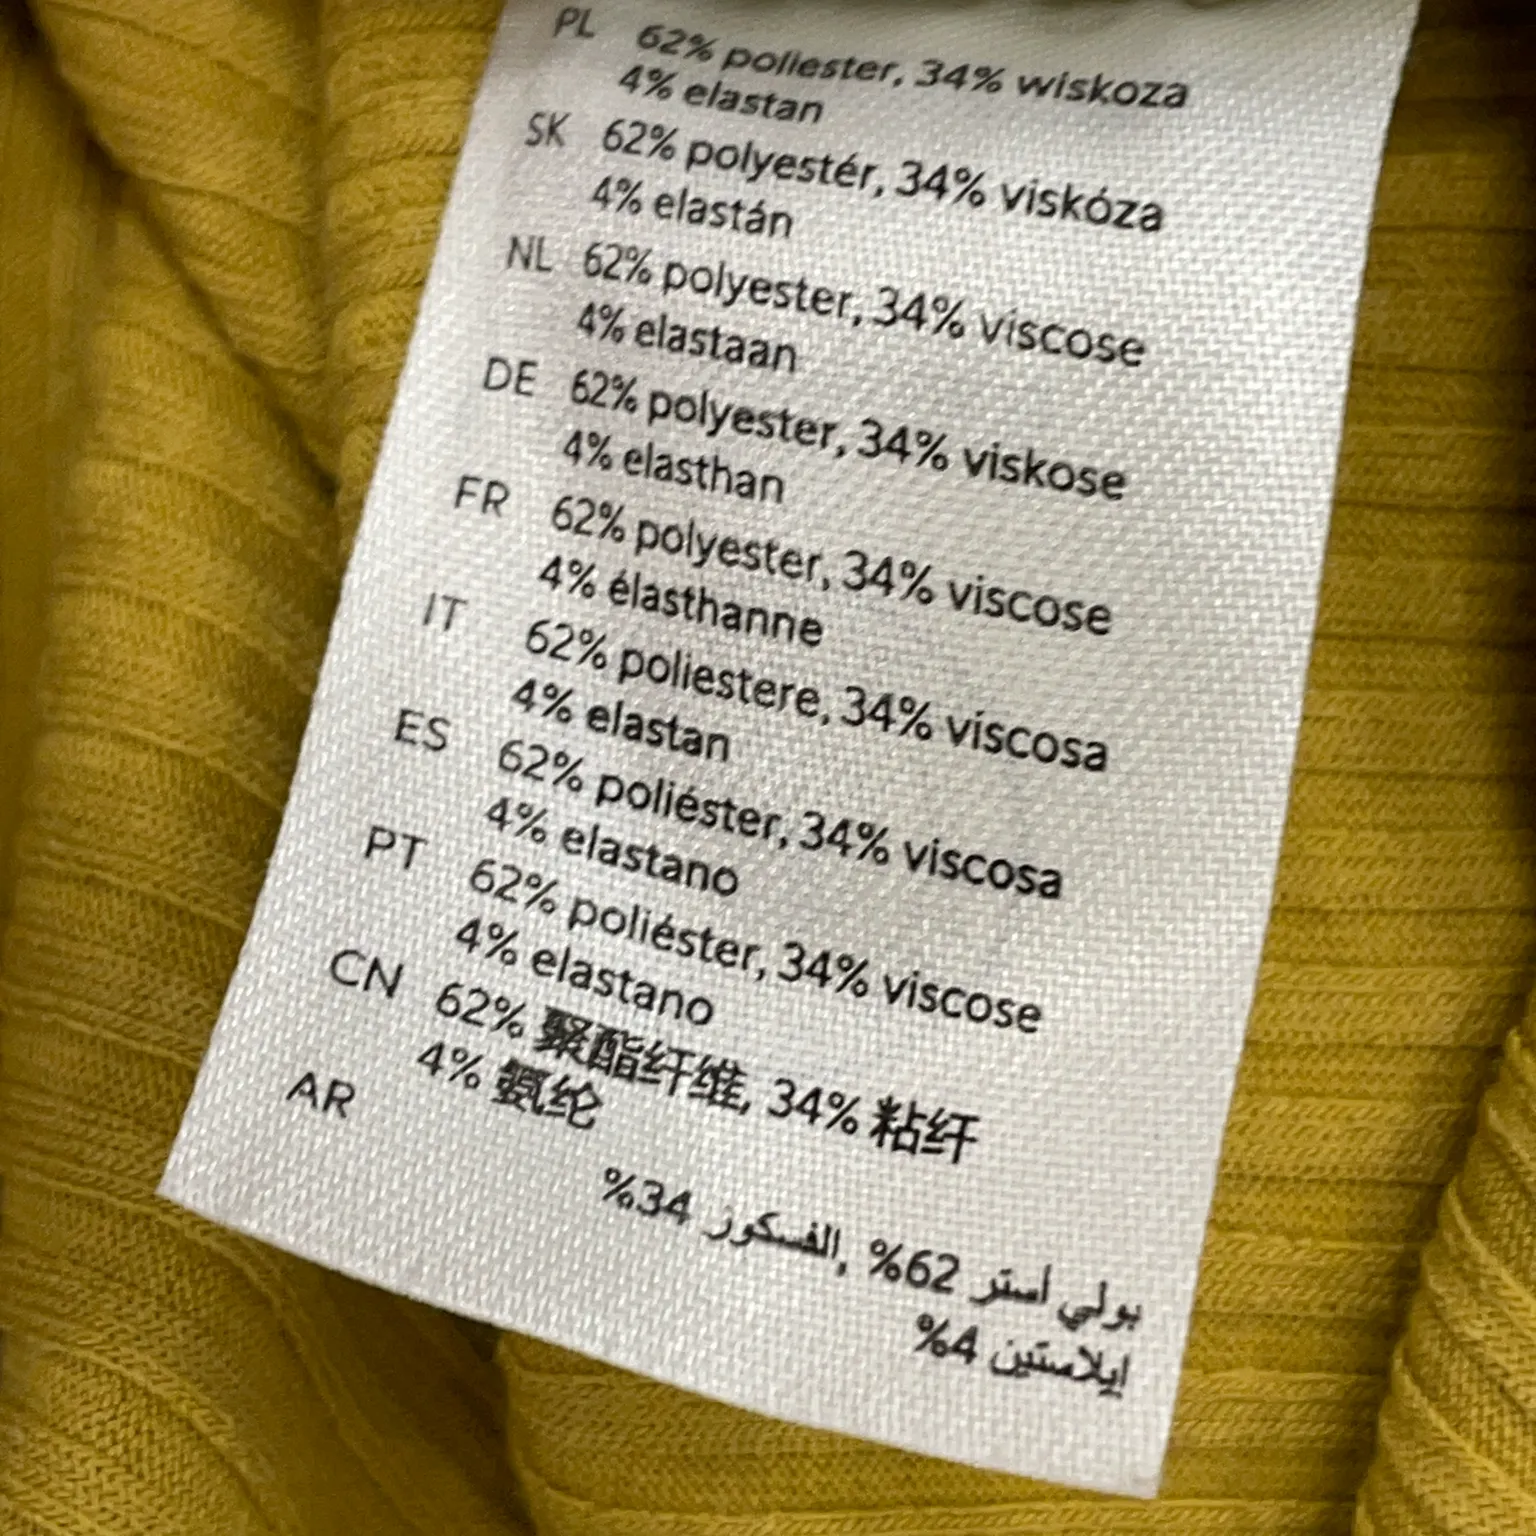 PL 62% poliester, 34% wiskoza
4% elastan
SK 62% polyestér, 34% viskóza
4% elastán
NL 62% polyester, 34% viscose
4% elastaan
DE 62% polyester, 34% viskose
4% elasthan
FR 62% polyester, 34% viscose
4% élasthanne
IT 62% poliestere, 34% viscosa
4% elastan
ES 62% poliéster, 34% viscosa
4% elastano
PT 62% poliéster, 34% viscose
4% elastano
CN 62% 聚酯纤维, 34% 粘纤
4% 氨纶
AR
بولي أستر 62%, الفسكوز 34%
إيلاستين 4%